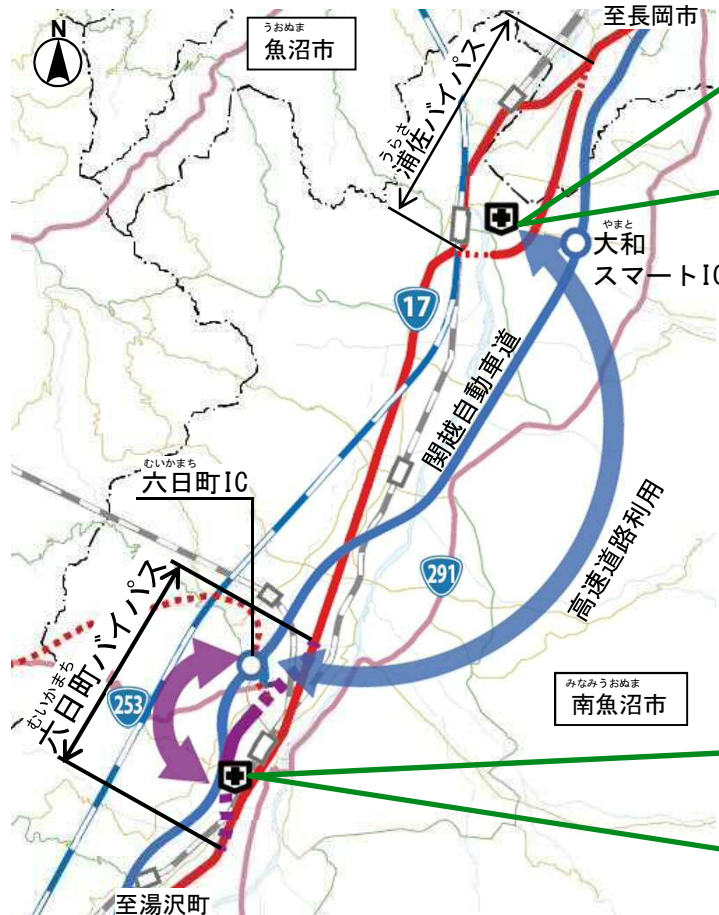 至長岡市
N
うおぬま
魚沼市
うらさ
浦佐バイパス
やまと
大和
スマートIC
17
関越自動車道
むいかまち
六日町IC
291
高速道路利用
むいかまち
六日町バイパス
253
みなみうおぬま
南魚沼市
至湯沢町